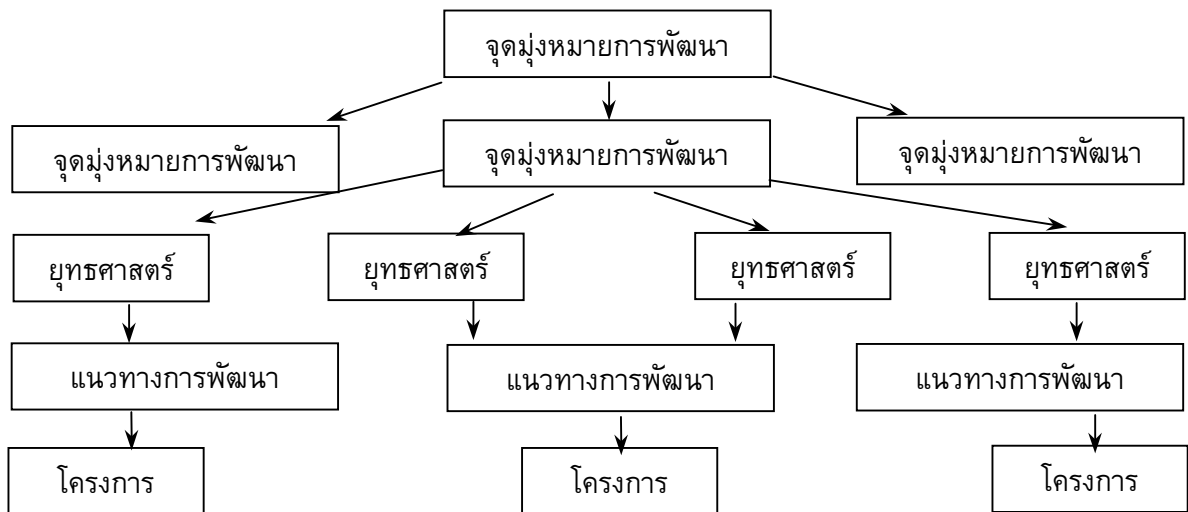 จุดมุ่งหมายการพัฒนา
จุดมุ่งหมายการพัฒนา
จุดมุ่งหมายการพัฒนา
จุดมุ่งหมายการพัฒนา
ยุทธศาสตร์
ยุทธศาสตร์
ยุทธศาสตร์
ยุทธศาสตร์
แนวทางการพัฒนา
แนวทางการพัฒนา
แนวทางการพัฒนา
โครงการ
โครงการ
โครงการ